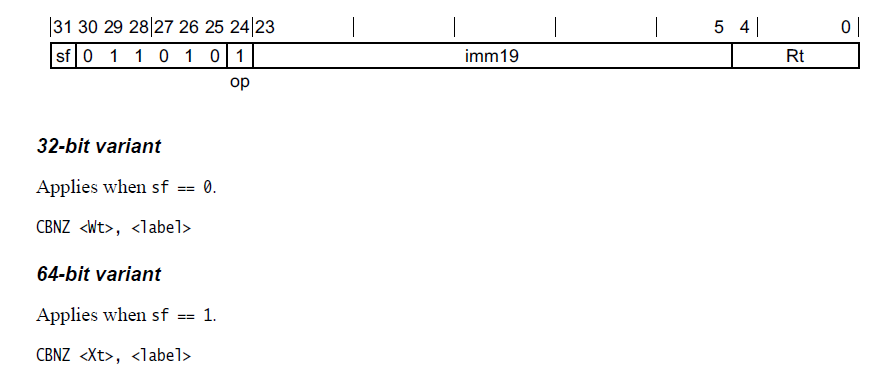 31 30 29 28 27 26 25 24 23 5 4 0
sf 0 1 1 0 1 0 1 imm19 Rt
op
32-bit variant
Applies when sf == 0.
CBNZ <Wt>, <label>
64-bit variant
Applies when sf == 1.
CBNZ <Xt>, <label>